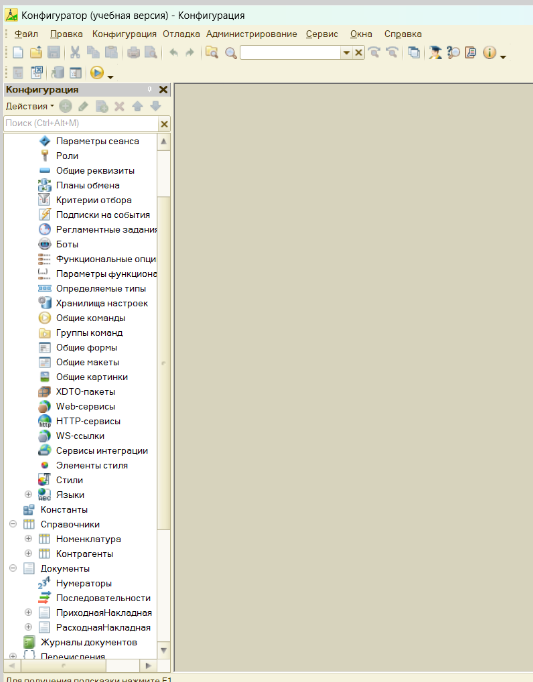 Конфигуратор (учебная версия) - Конфигурация
Файл Правка Конфигурация Отладка Администрирование Сервис Окна Справка
Конфигурация
Действия
Поиск (Ctrl+Alt+M)
Параметры сеанса
Роли
Общие реквизиты
Планы обмена
Критерии отбора
Подписки на события
Регламентные задания
Боты
Функциональные опци
Параметры функциона
Определяемые типы
Хранилища настроек
Общие команды
Группы команд
Общие формы
Общие макеты
Общие картинки
XDTO-пакеты
Web-сервисы
HTTP-сервисы
WS-ссылки
Сервисы интеграции
Элементы стиля
Стили
Языки
Константы
Справочники
Номенклатура
Контрагенты
Документы
Нумераторы
Последовательности
ПриходнаяНакладная
РасходнаяНакладная
Журналы документов
Перечисления
Для получения подсказки нажмите F1